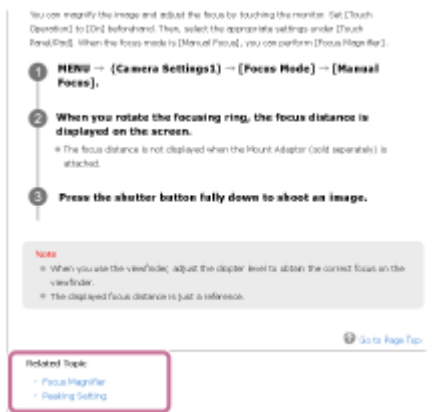 You can magnify the image and adjust the focus by touching the monitor. Set [Touch
Operation] to [On] beforehand. Then, select the appropriate settings under [Touch
Panel/Pad]. When the focus mode is [Manual Focus], you can perform [Focus Magnifier].
1 MENU → (Camera Settings1) → [Focus Mode] → [Manual
Focus].
2 When you rotate the focusing ring, the focus distance is
displayed on the screen.
The focus distance is not displayed when the Mount Adaptor (sold separately) is
attached.
3 Press the shutter button fully down to shoot an image.
Note
When you use the viewfinder, adjust the diopter level to obtain the correct focus on the
viewfinder.
The displayed focus distance is just a reference.
Go to Page Top
Related Topic
Focus Magnifier
Peaking Setting